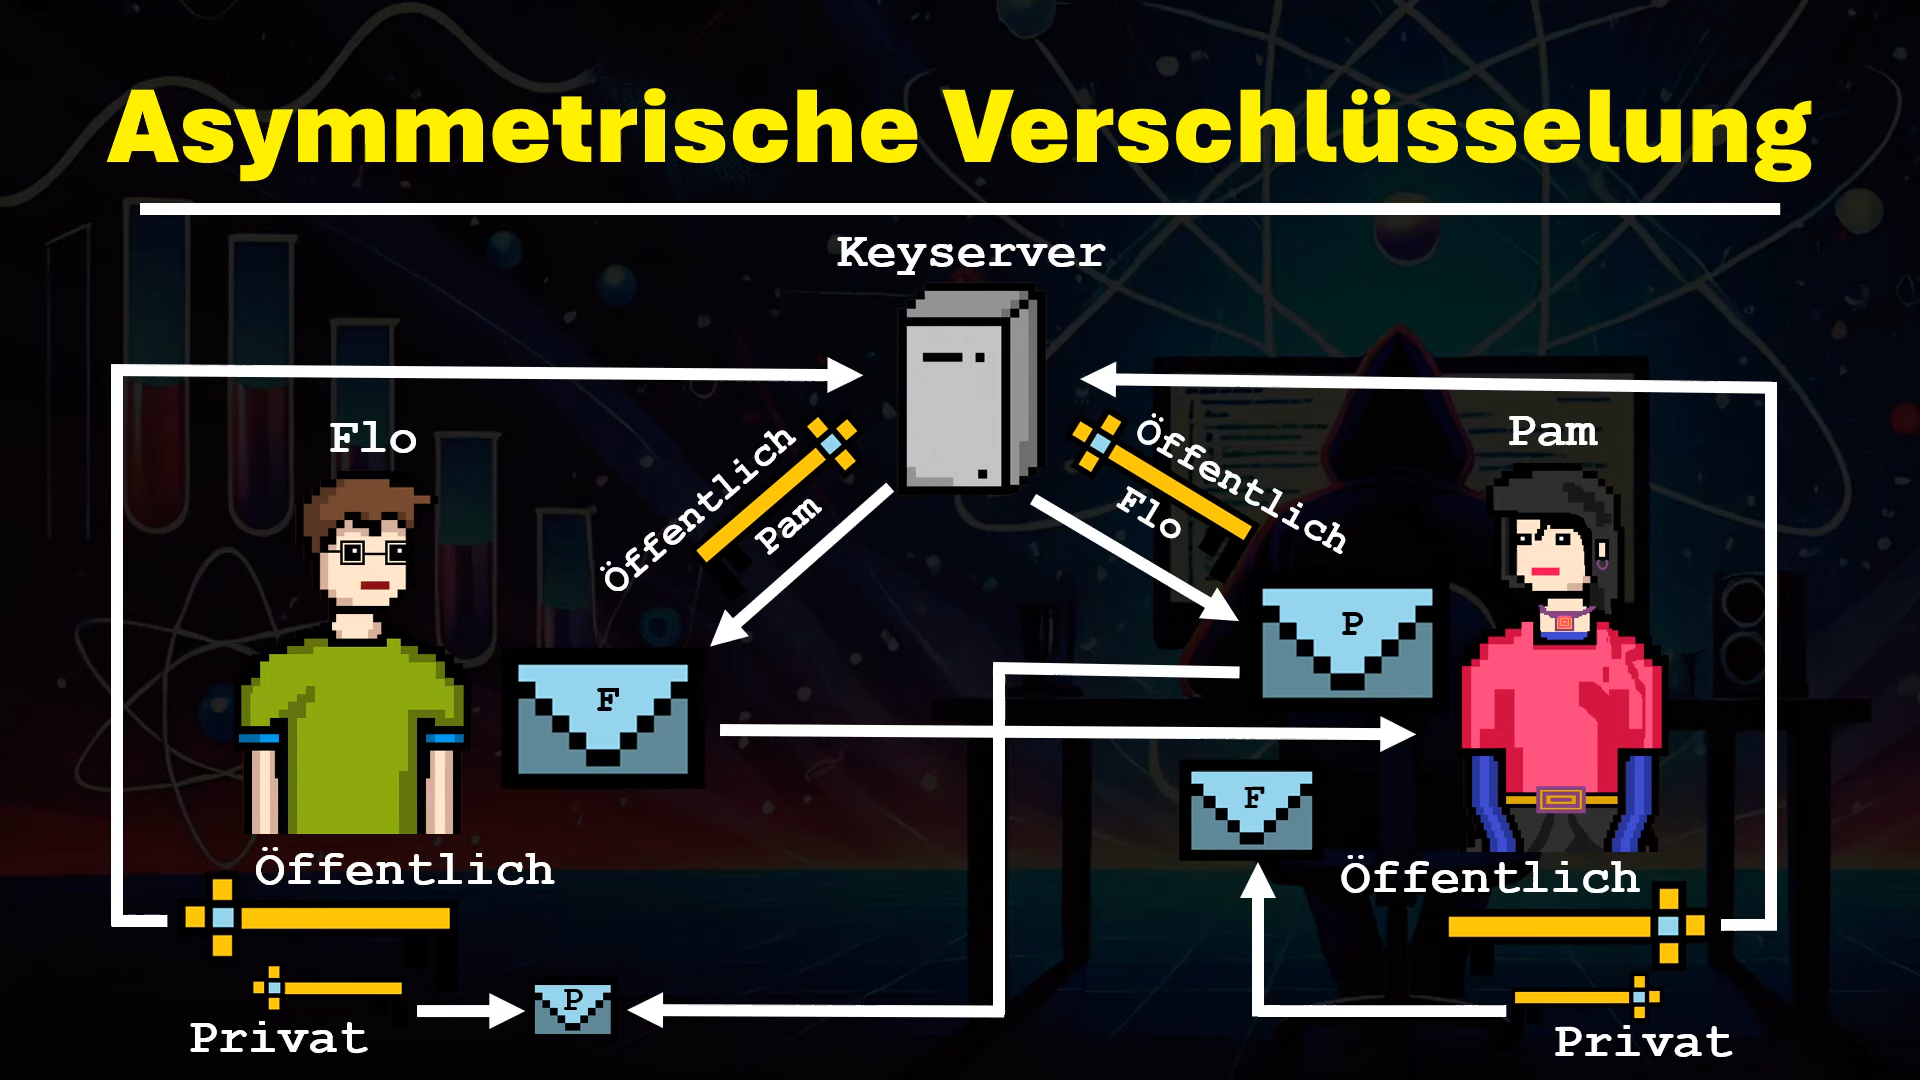 Asymmetrische Verschlüsselung
Keyserver
Flo
Pam
Öffentlich
Pam
Öffentlich
Flo
F
P
F
Öffentlich
Öffentlich
P
Privat
Privat